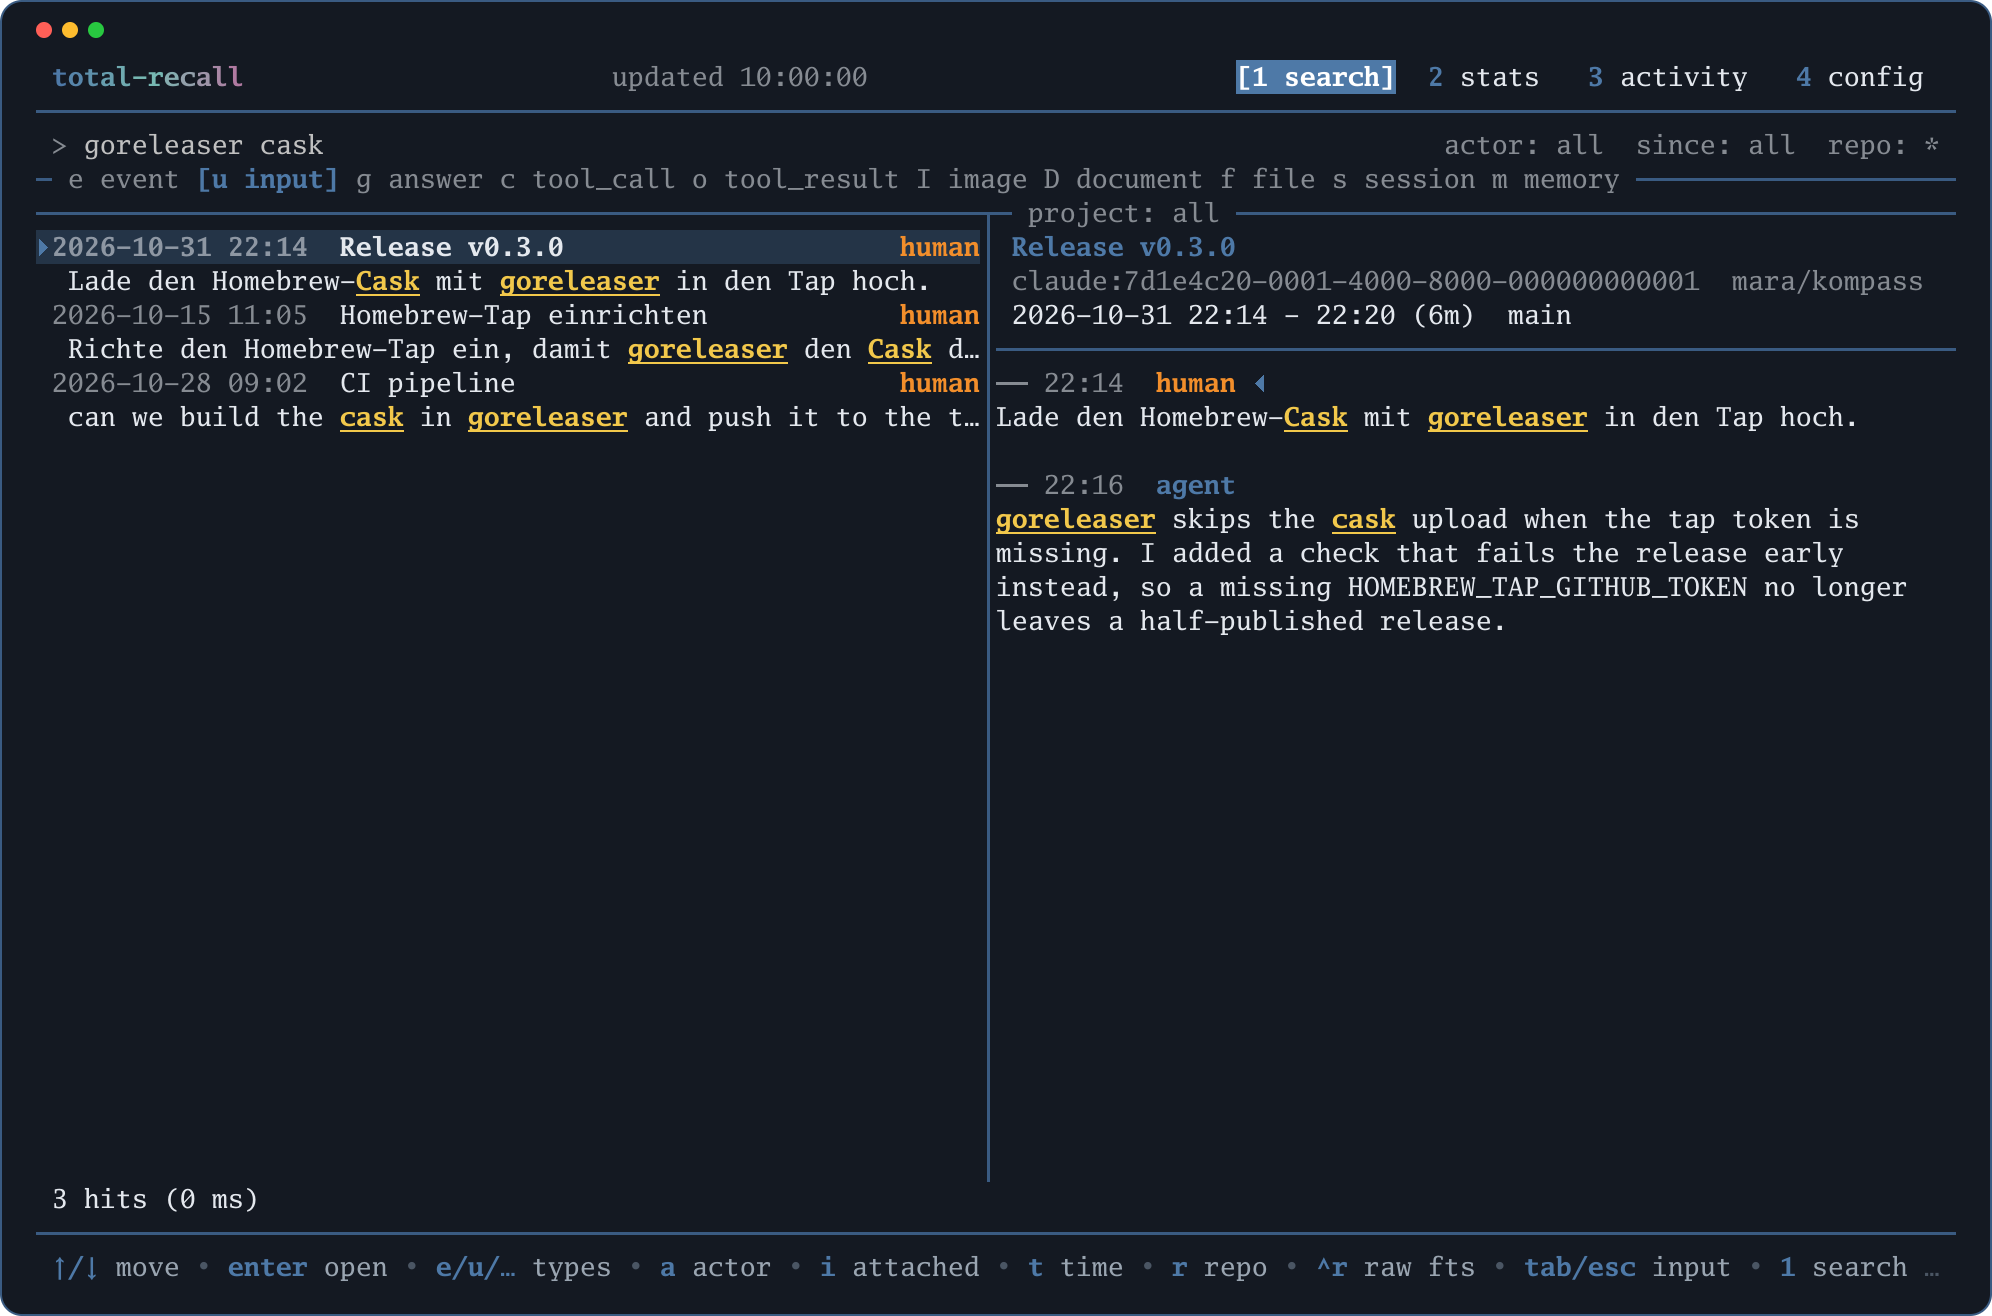 total-recall updated 10:00:00 [1 search] 2 stats 3 activity 4 config
> goreleaser cask actor: all since: all repo: *
e event [u input] g answer c tool_call o tool_result I image D document f file s session m memory
project: all
2026-10-31 22:14 Release v0.3.0 human
Lade den Homebrew-Cask mit goreleaser in den Tap hoch.
2026-10-15 11:05 Homebrew-Tap einrichten human
Richte den Homebrew-Tap ein, damit goreleaser den Cask d…
2026-10-28 09:02 CI pipeline human
can we build the cask in goreleaser and push it to the t…
Release v0.3.0
claude:7d1e4c20-0001-4000-8000-000000000001 mara/kompass
2026-10-31 22:14 – 22:20 (6m) main
── 22:14 human ◂
Lade den Homebrew-Cask mit goreleaser in den Tap hoch.
── 22:16 agent
goreleaser skips the cask upload when the tap token is
missing. I added a check that fails the release early
instead, so a missing HOMEBREW_TAP_GITHUB_TOKEN no longer
leaves a half-published release.
3 hits (0 ms)
↑/↓ move • enter open • e/u/… types • a actor • i attached • t time • r repo • ^r raw fts • tab/esc input • 1 search …